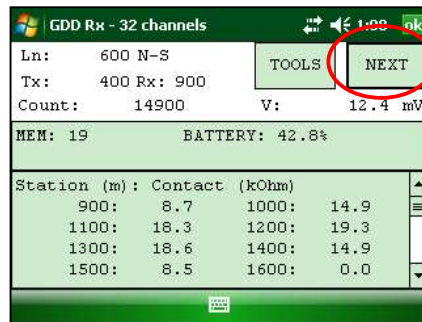 GDD Rx - 32 channels 1:08 ok
Ln: 600 N-S
TOOLS NEXT
Tx: 400 Rx: 900
Count: 14900 V: 12.4 mV
MEM: 19 BATTERY: 42.8%
Station (m): Contact (kOhm)
900: 8.7 1000: 14.9
1100: 18.3 1200: 19.3
1300: 18.6 1400: 14.9
1500: 8.5 1600: 0.0